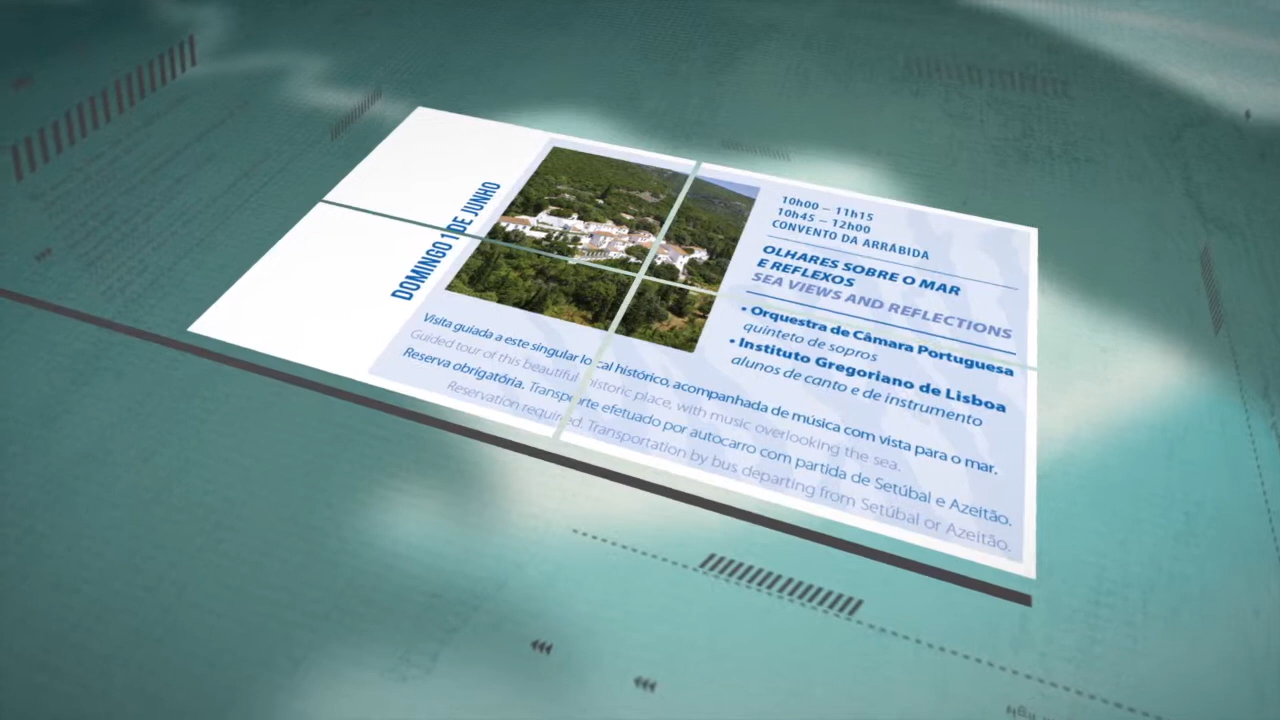 DOMINGO 1 DE JUNHO
10h00 – 11h15
10h45 – 12h00
CONVENTO DA ARRÁBIDA
OLHARES SOBRE O MAR
E REFLEXOS
SEA VIEWS AND REFLECTIONS
• Orquestra de Câmara Portuguesa
quinteto de sopros
• Instituto Gregoriano de Lisboa
alunos de canto e de instrumento
Visita guiada a este singular local histórico, acompanhada de música com vista para o mar.
Guided tour of this beautiful historic place, with music overlooking the sea.
Reserva obrigatória. Transporte efetuado por autocarro com partida de Setúbal e Azeitão.
Reservation required. Transportation by bus departing from Setúbal or Azeitão.